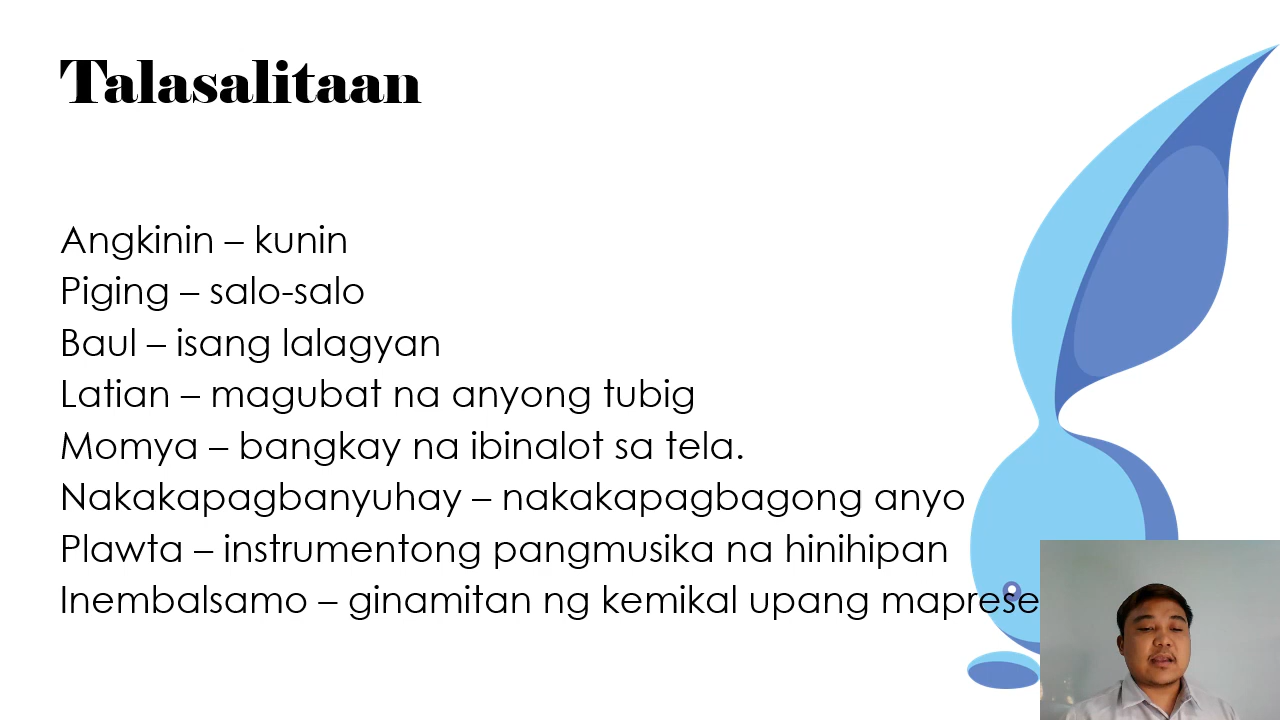 Talasalitaan
Angkinin – kunin
Piging – salo-salo
Baul – isang lalagyan
Latian – magubat na anyong tubig
Momya – bangkay na ibinalot sa tela.
Nakakapagbanyuhay – nakakapagbagong anyo
Plawta – instrumentong pangmusika na hinihipan
Inembalsamo – ginamitan ng kemikal upang